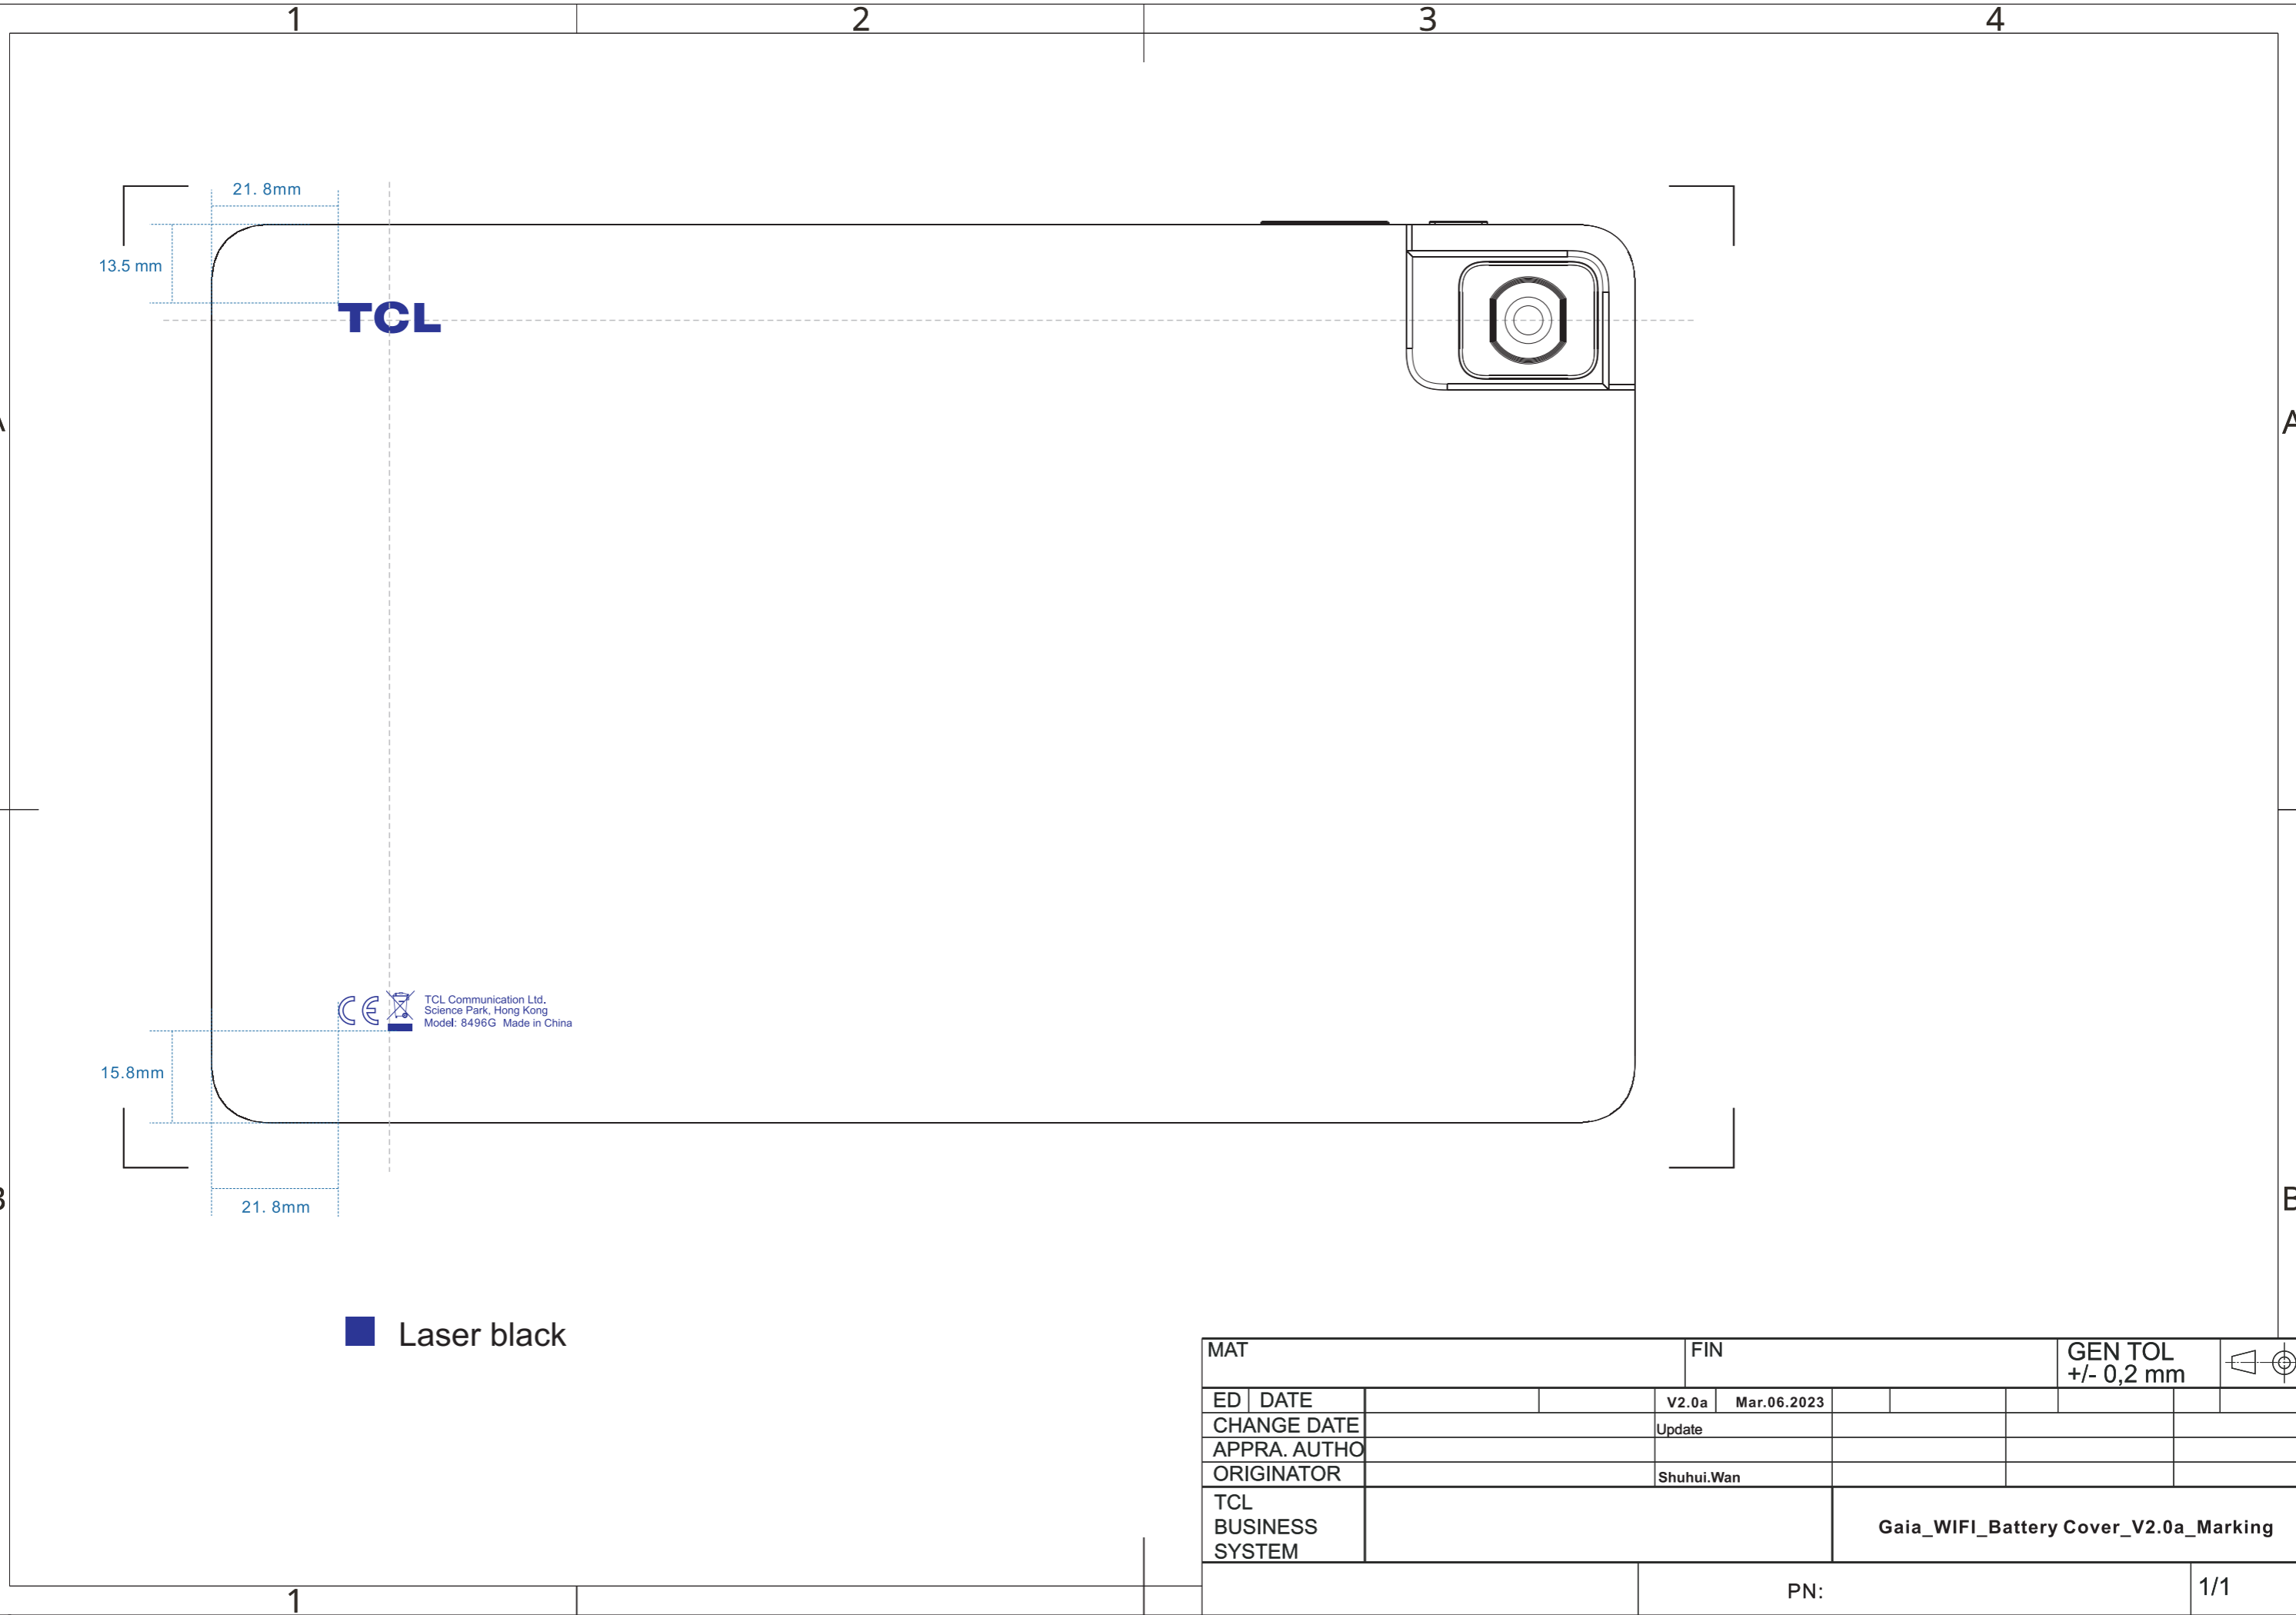 1 2 3 4
21. 8mm
13.5 mm
TCL
A A
CE TCL Communication Ltd.
Science Park, Hong Kong
Model: 8496G Made in China
15.8mm
B B
21. 8mm
Laser black
MAT FIN GEN TOL
+/- 0,2 mm
ED DATE V2.0a Mar.06.2023
CHANGE DATE Update
APPRA. AUTHO
ORIGINATOR Shuhui.Wan
TCL
BUSINESS
SYSTEM
Gaia_WIFI_Battery Cover_V2.0a_Marking
PN: 1/1
1